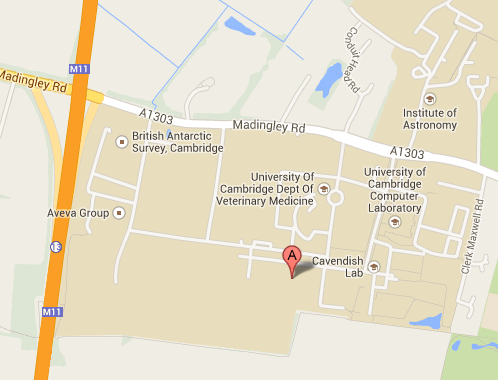 M11
Madingley Rd
A1303
Madingley Rd
Conduit Head Rd
Institute of
Astronomy
A1303
British Antarctic
Survey, Cambridge
University Of
Cambridge Dept Of
Veterinary Medicine
University of
Cambridge
Computer
Laboratory
Aveva Group
Clerk Maxwell Rd
13
A
Cavendish
Lab
M11